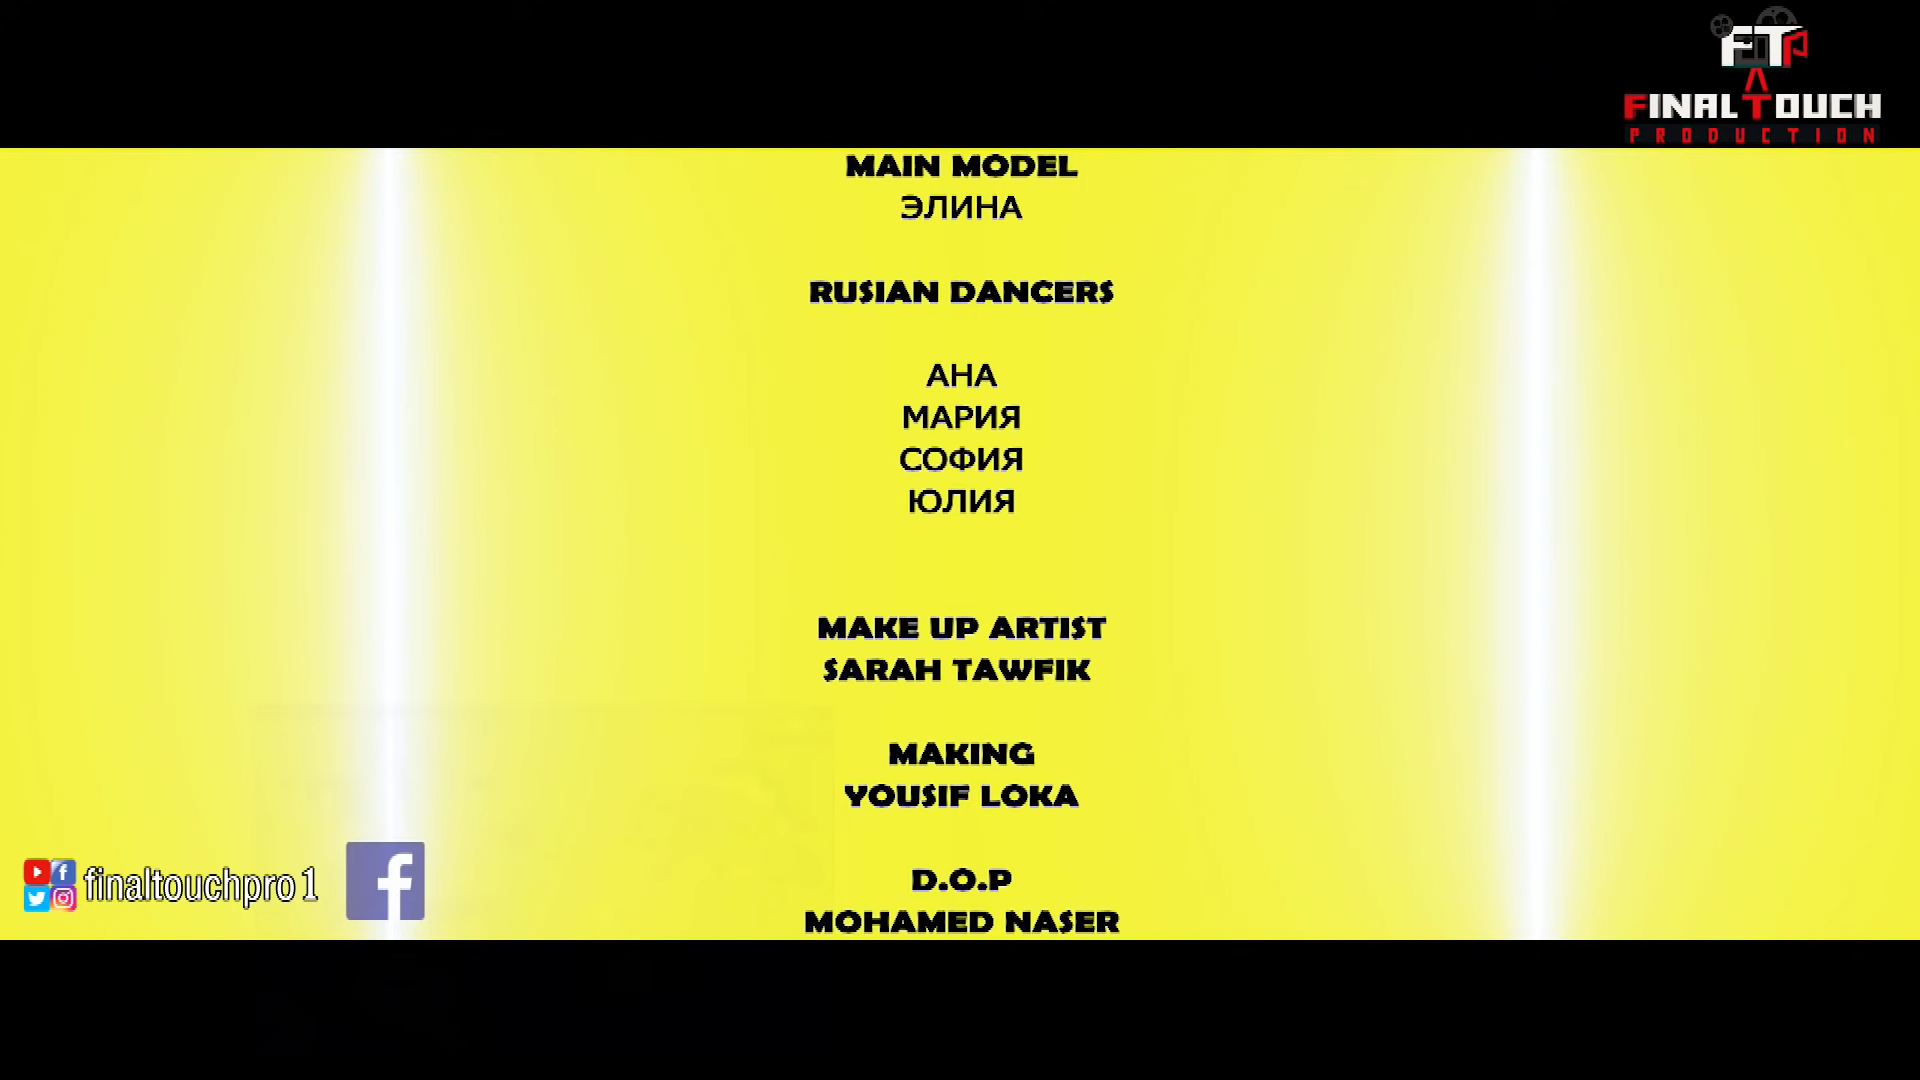 FTP
FINAL TOUCH
PRODUCTION
MAIN MODEL
ЭЛИНА
RUSIAN DANCERS
АНА
МАРИЯ
СОФИЯ
ЮЛИЯ
MAKE UP ARTIST
SARAH TAWFIK
MAKING
YOUSIF LOKA
D.O.P
MOHAMED NASER
finaltouchpro1